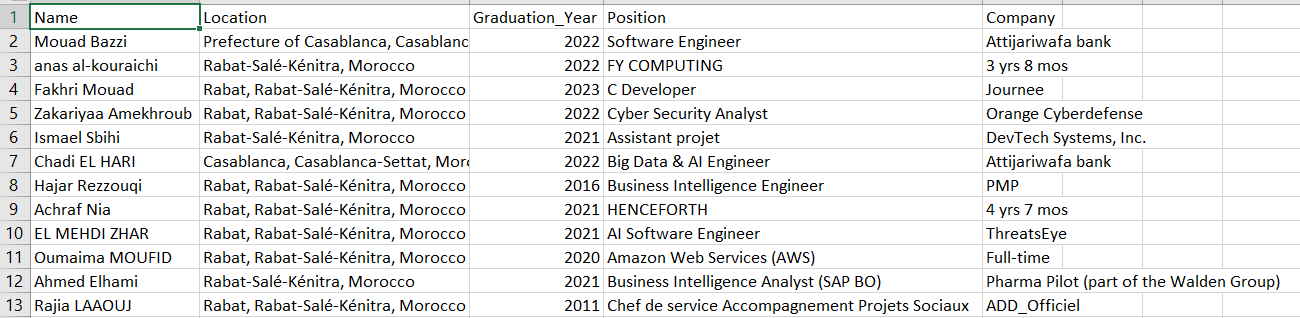 1 Name Location Graduation_Year Position Company
2 Mouad Bazzi Prefecture of Casablanca, Casablanc 2022 Software Engineer Attijariwafa bank
3 anas al-kouraichi Rabat-Salé-Kénitra, Morocco 2022 FY COMPUTING 3 yrs 8 mos
4 Fakhri Mouad Rabat, Rabat-Salé-Kénitra, Morocco 2023 C Developer Journee
5 Zakariyaa Amekhroub Rabat, Rabat-Salé-Kénitra, Morocco 2022 Cyber Security Analyst Orange Cyberdefense
6 Ismael Sbihi Rabat-Salé-Kénitra, Morocco 2021 Assistant projet DevTech Systems, Inc.
7 Chadi EL HARI Casablanca, Casablanca-Settat, Moro 2022 Big Data & AI Engineer Attijariwafa bank
8 Hajar Rezzouqi Rabat, Rabat-Salé-Kénitra, Morocco 2016 Business Intelligence Engineer PMP
9 Achraf Nia Rabat, Rabat-Salé-Kénitra, Morocco 2021 HENCEFORTH 4 yrs 7 mos
10 EL MEHDI ZHAR Rabat, Rabat-Salé-Kénitra, Morocco 2021 AI Software Engineer ThreatsEye
11 Oumaima MOUFID Rabat, Rabat-Salé-Kénitra, Morocco 2020 Amazon Web Services (AWS) Full-time
12 Ahmed Elhami Rabat-Salé-Kénitra, Morocco 2021 Business Intelligence Analyst (SAP BO) Pharma Pilot (part of the Walden Group)
13 Rajia LAAOUJ Rabat, Rabat-Salé-Kénitra, Morocco 2011 Chef de service Accompagnement Projets Sociaux ADD_Officiel